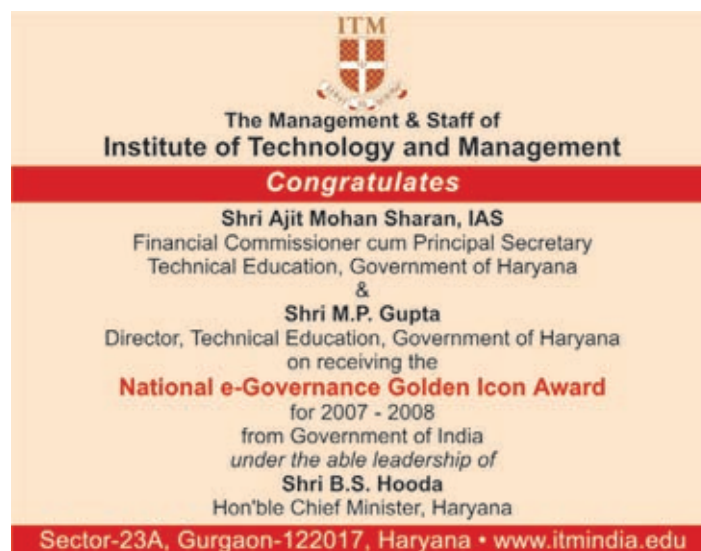 ITM
The Management & Staff of
Institute of Technology and Management
Congratulates
Shri Ajit Mohan Sharan, IAS
Financial Commissioner cum Principal Secretary
Technical Education, Government of Haryana
&
Shri M.P. Gupta
Director, Technical Education, Government of Haryana
on receiving the
National e-Governance Golden Icon Award
for 2007 - 2008
from Government of India
under the able leadership of
Shri B.S. Hooda
Hon'ble Chief Minister, Haryana
Sector-23A, Gurgaon-122017, Haryana • www.itmindia.edu